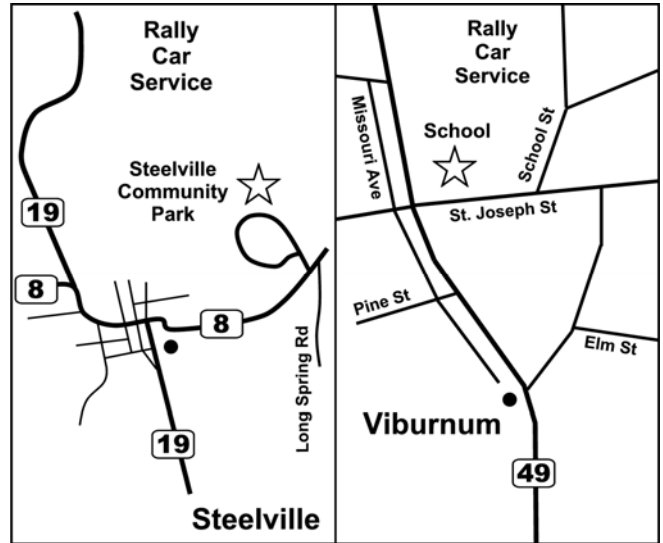 Rally
Car
Service
Steelville
Community
Park
19
8
8
Long Spring Rd
19
Steelville
Rally
Car
Service
Missouri Ave
School
School St
St. Joseph St
Pine St
Elm St
Viburnum
49